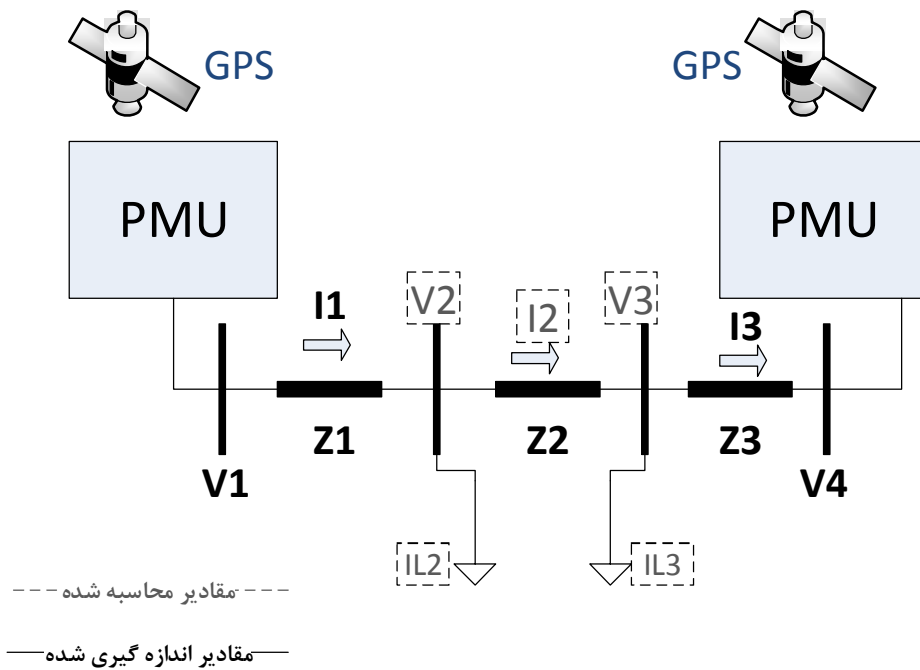 GPS
GPS
PMU
PMU
I1
V2
I2
V3
I3
Z1
Z2
Z3
V1
V4
IL2
IL3
مقادیر محاسبه شده
مقادیر اندازه گیری شده